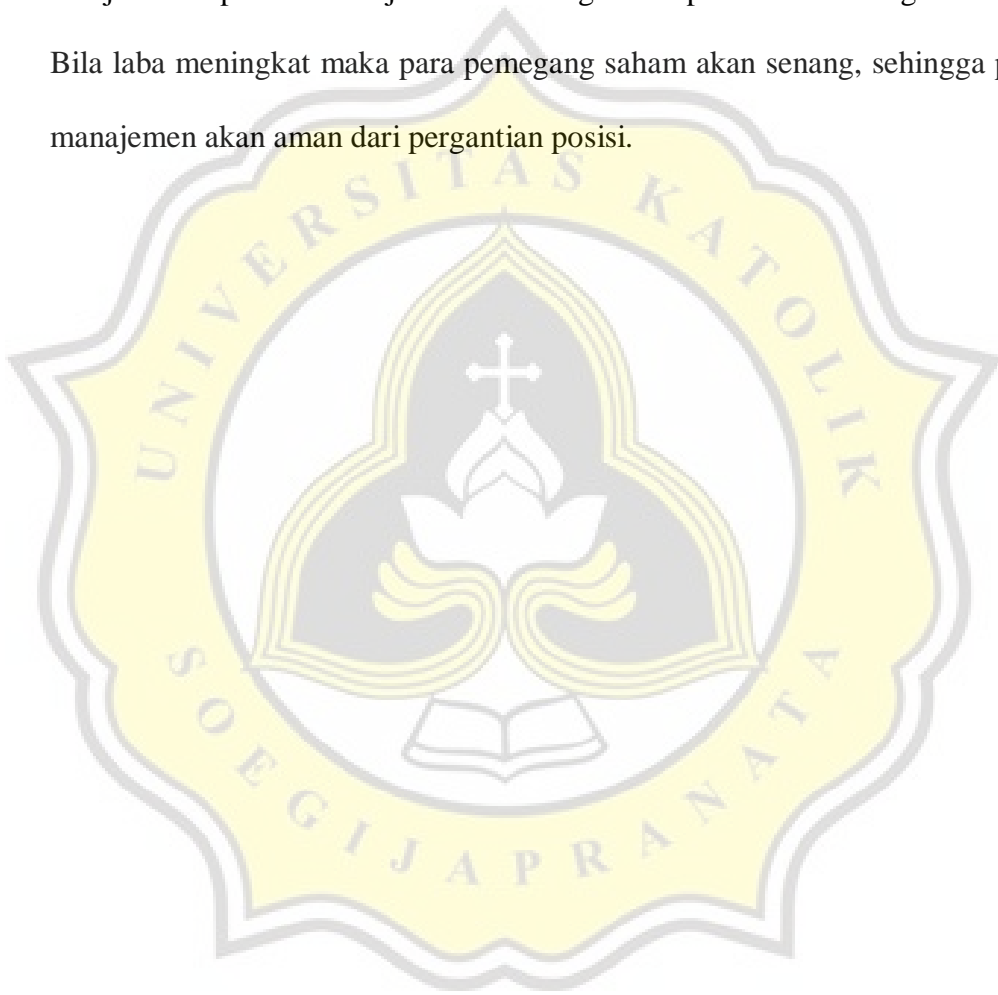 Bila laba meningkat maka para pemegang saham akan senang, sehingga
manajemen akan aman dari pergantian posisi.
UNIVERSITAS KATOLIK
SOEGIJAPRANATA